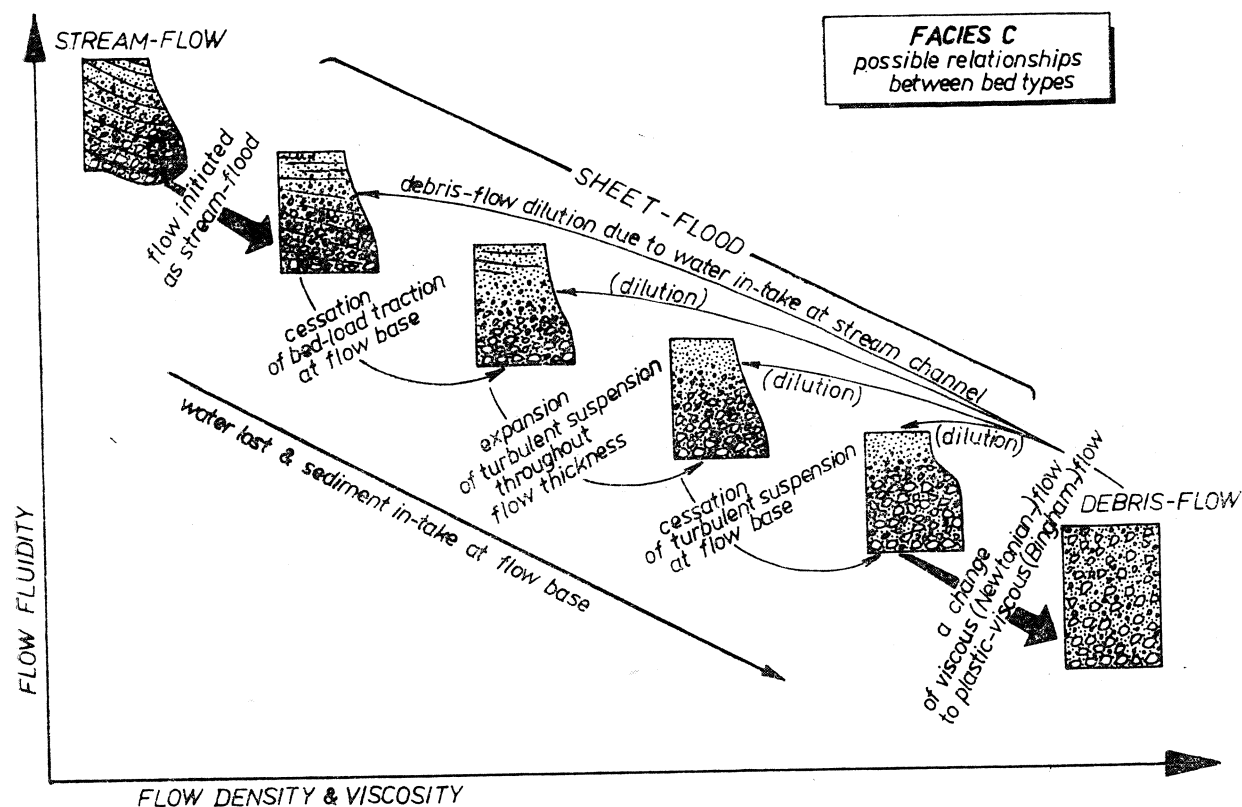 STREAM-FLOW
FACIES C
possible relationships
between bed types
flow initiated
as stream-flood
SHEET-FLOOD
debris-flow dilution due to water in-take at stream channel
(dilution)
(dilution)
(dilution)
cessation
of bed-load traction
at flow base
expansion
of turbulent suspension
throughout
flow thickness
cessation
of turbulent suspension
at flow base
water lost & sediment in-take at flow base
a change
of viscous (Newtonian-)flow
to plastic-viscous (Bingham-)flow
DEBRIS-FLOW
FLOW FLUIDITY
FLOW DENSITY & VISCOSITY